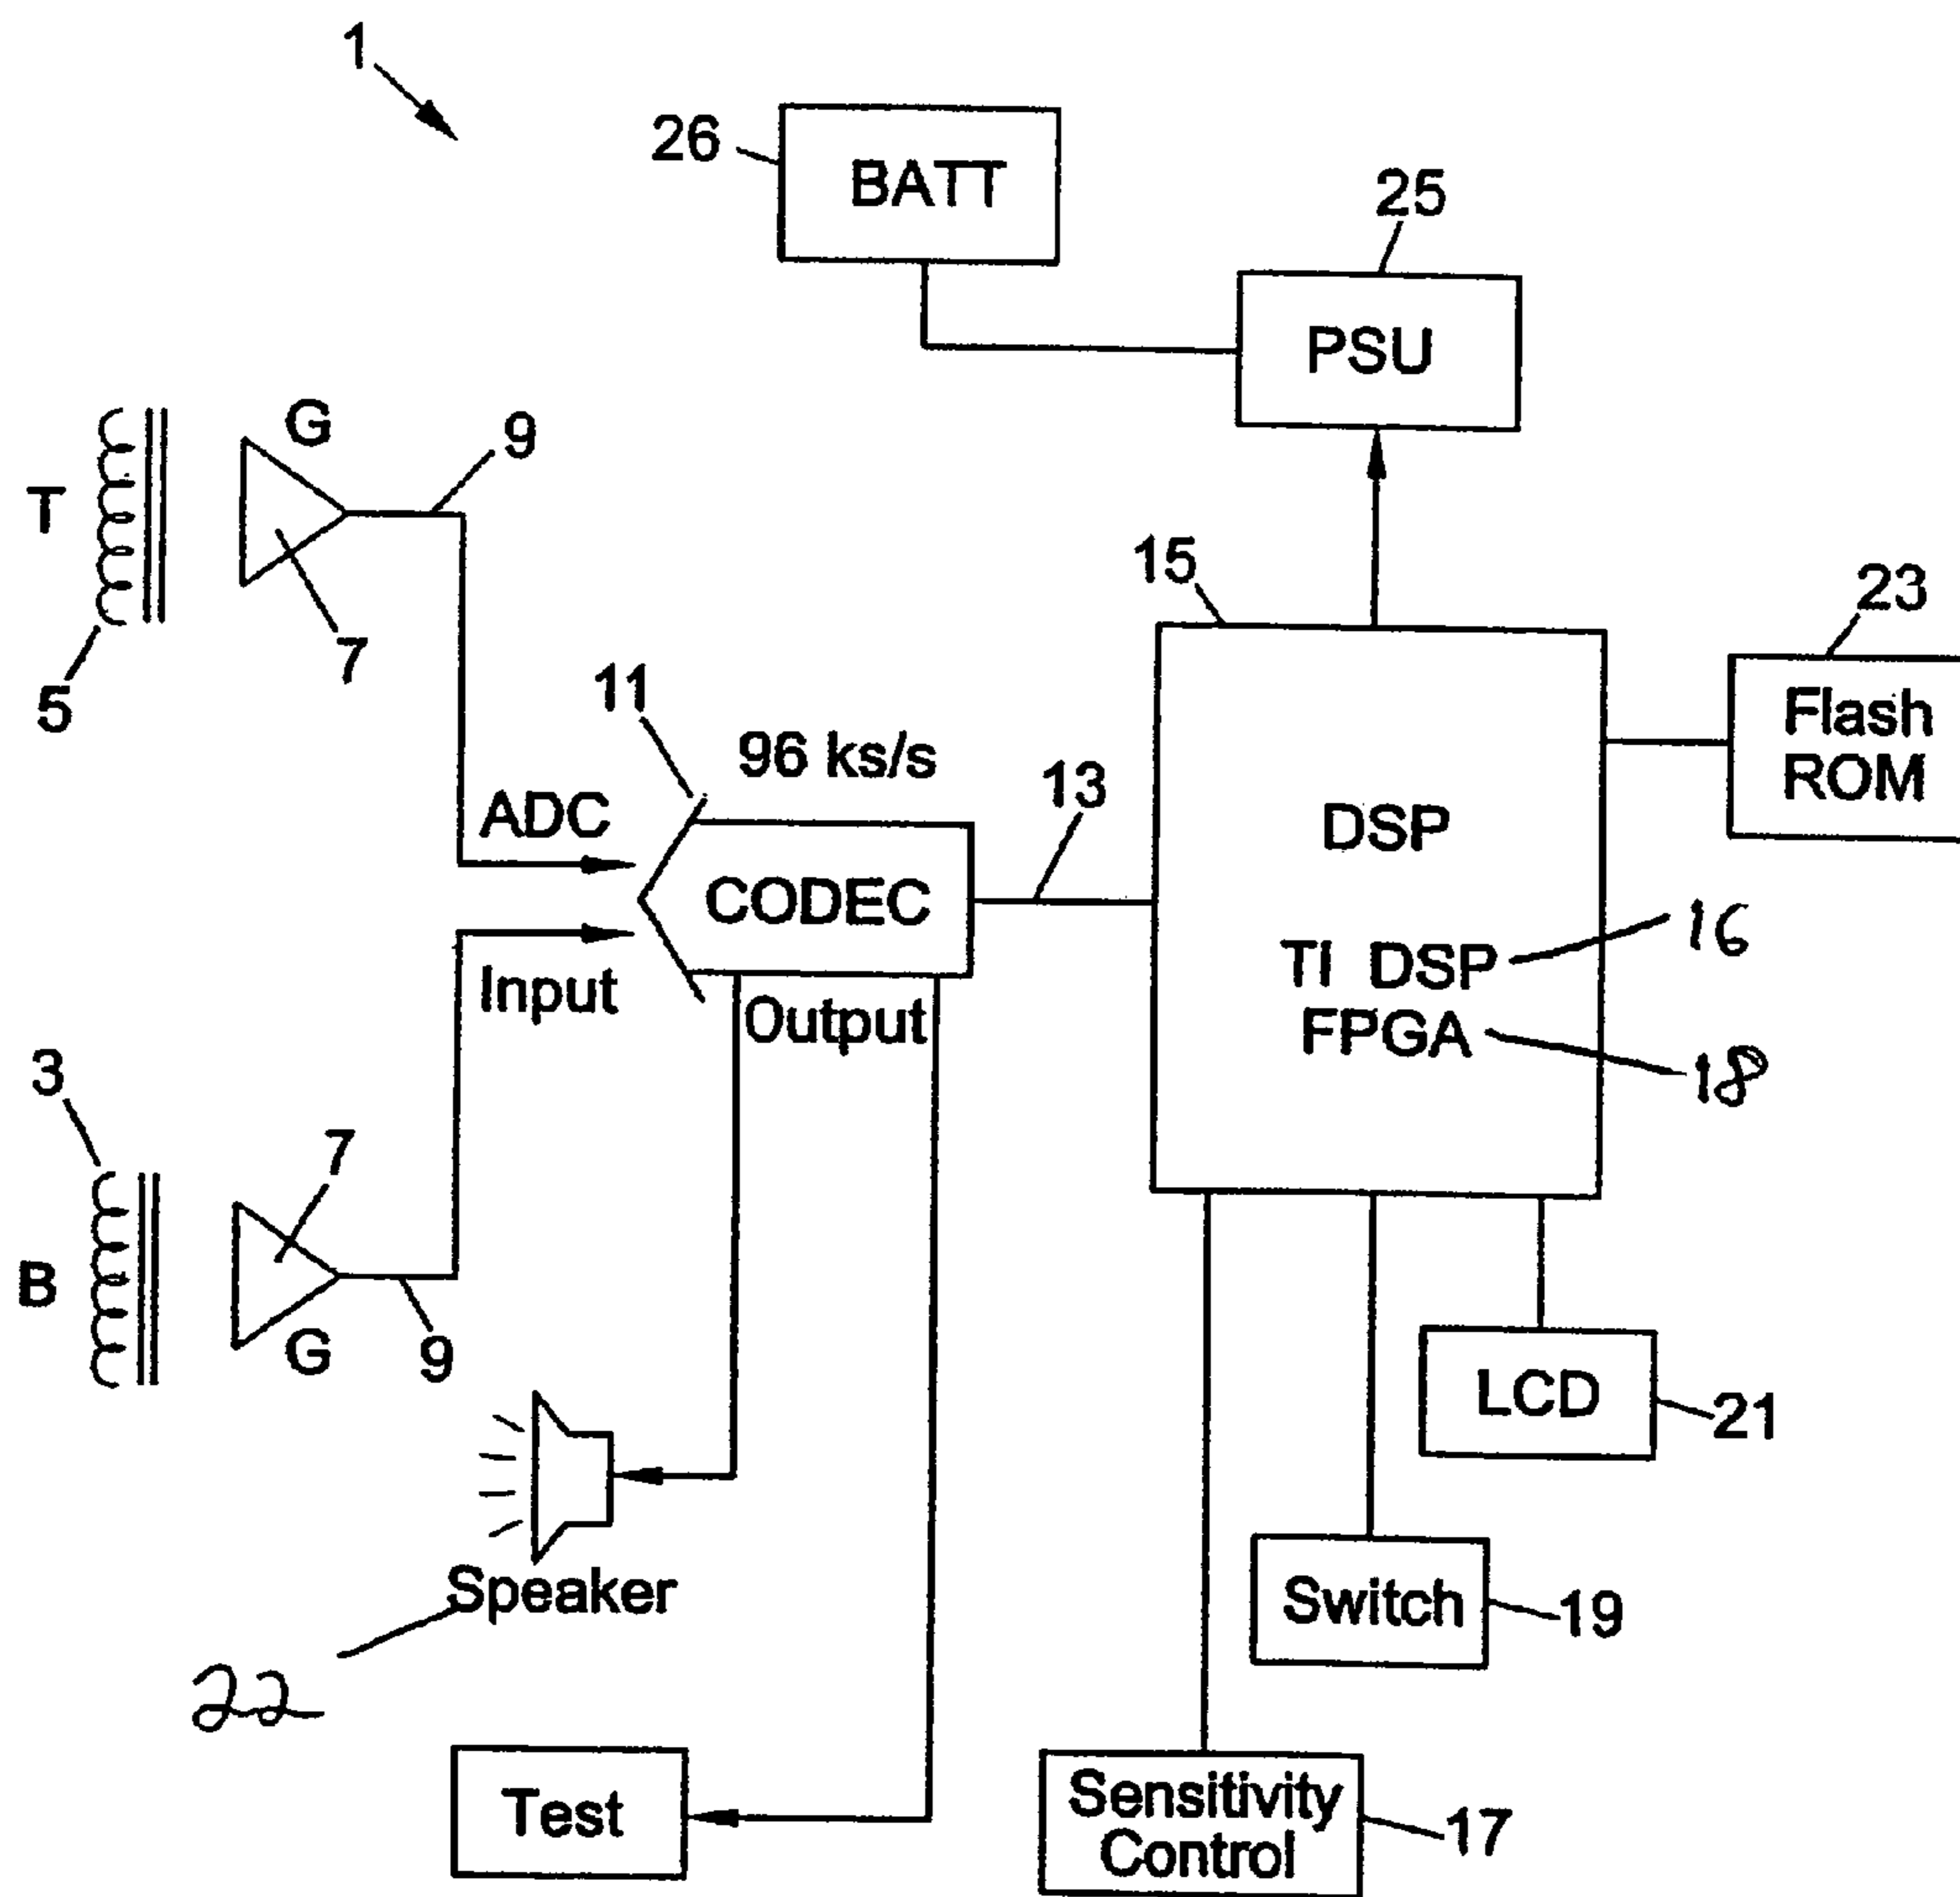 1
26
BATT
25
PSU
T
G
9
7
5
15
23
Flash
ROM
11
96 ks/s
13
ADC
CODEC
DSP
Input
Output
TI DSP
16
FPGA
18
3
7
B
G
9
LCD
21
Speaker
22
Switch
19
Test
Sensitivity
Control
17